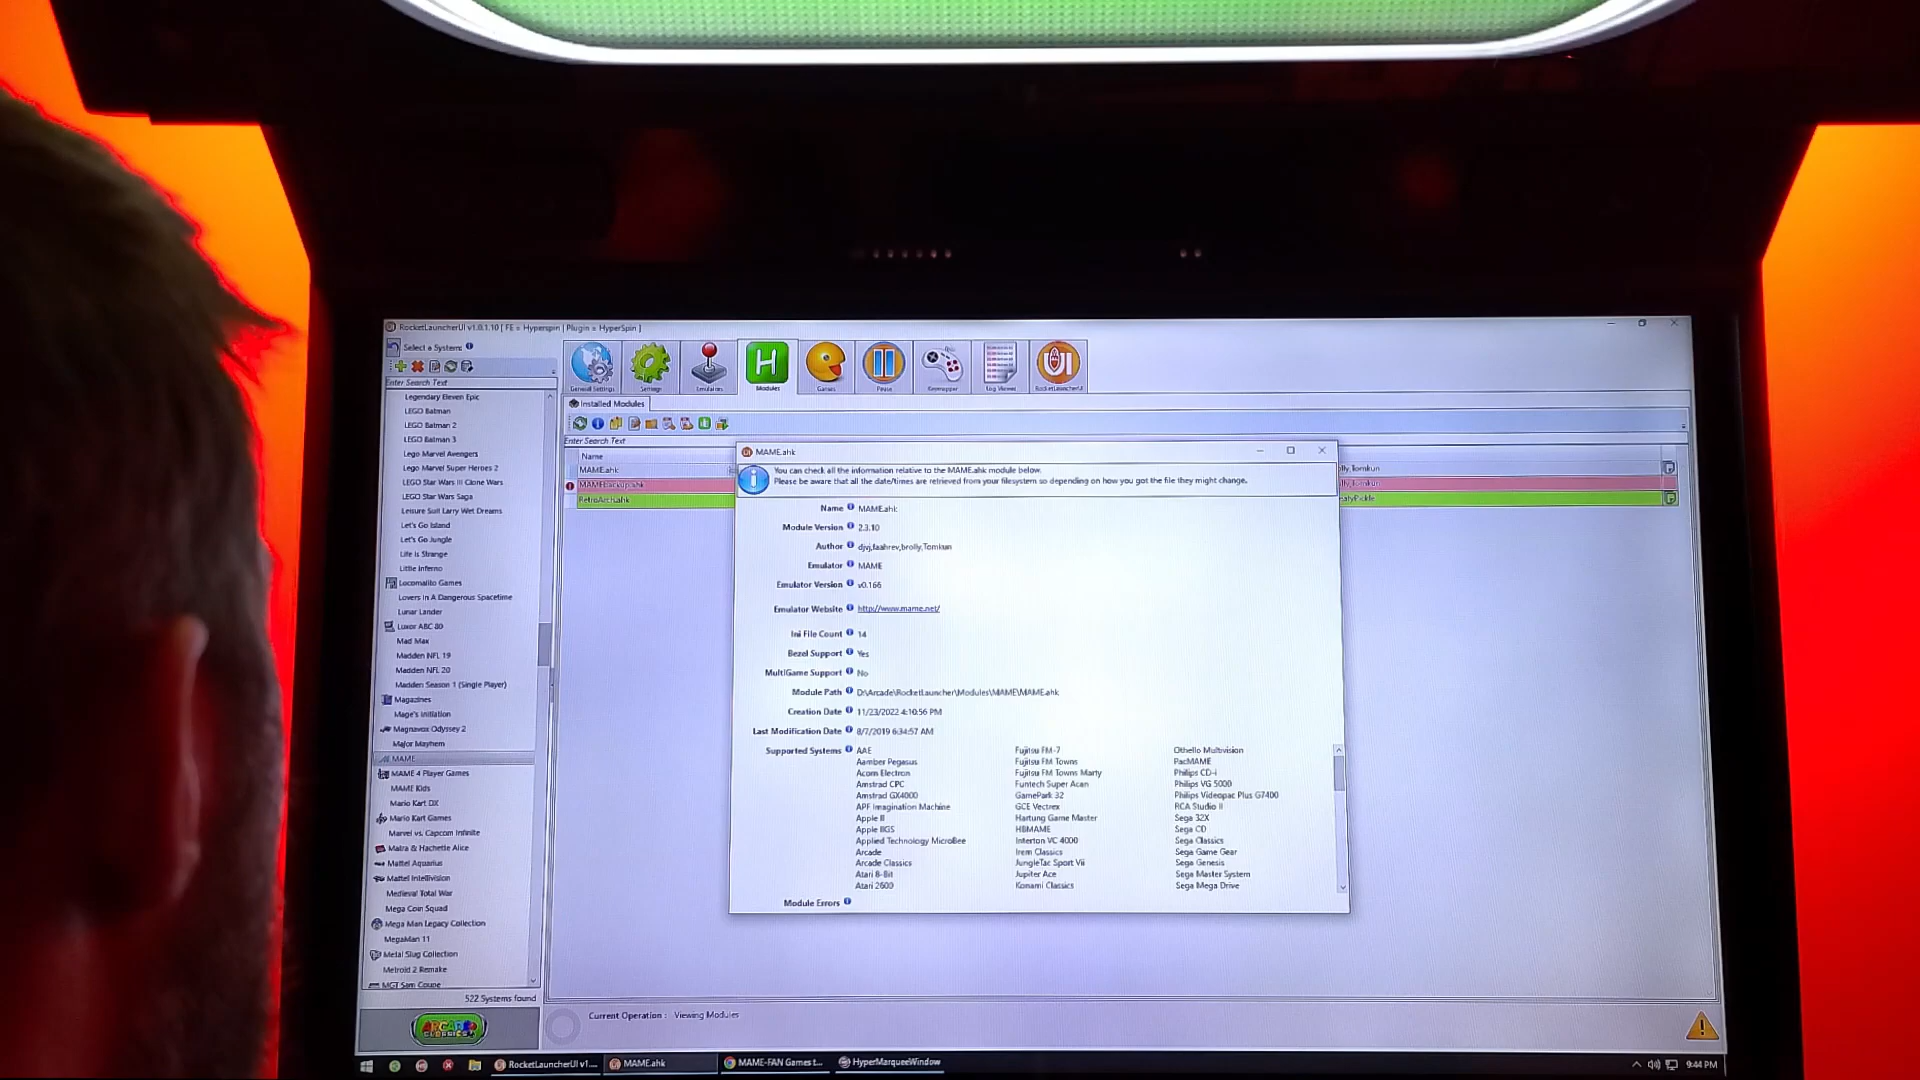 RocketLauncherUI v1.0.1.10 [ FE = Hyperspin | Plugin = HyperSpin ]
Select a System
Enter Search Text
Legendary Eleven Epic
LEGO Batman
LEGO Batman 2
LEGO Batman 3
Lego Marvel Avengers
Lego Marvel Super Heroes 2
LEGO Star Wars III Clone Wars
LEGO Star Wars Saga
Leisure Suit Larry Wet Dreams
Let's Go Island
Let's Go Jungle
Life Is Strange
Little Inferno
Locomalito Games
Lovers In A Dangerous Spacetime
Lunar Lander
Luxor ABC 80
Mad Max
Madden NFL 19
Madden NFL 20
Madden Season 1 (Single Player)
Magazines
Mage's Initiation
Magnavox Odyssey 2
Major Mayhem
MAME
MAME 4 Player Games
MAME Kids
Mario Kart DX
Mario Kart Games
Marvel vs. Capcom Infinite
Matra & Hachette Alice
Mattel Aquarius
Mattel Intellivision
Medieval Total War
Mega Coin Squad
Mega Man Legacy Collection
MegaMan 11
Metal Slug Collection
Metroid 2 Remake
MGT Sam Coupe
522 Systems found
ARCADE CLASSICS
General Settings
Settings
Emulators
Modules
Games
Pause
Keymapper
Log Viewer
RocketLauncherUI
Installed Modules
Enter Search Text
Name
MAME.ahk
MAMEbackup.ahk
RetroArch.ahk
MAME.ahk
You can check all the information relative to the MAME.ahk module below.
Please be aware that all the date/times are retrieved from your filesystem so depending on how you got the file they might change.
Name MAME.ahk
Module Version 2.3.10
Author djvj,faahrev,brolly,Tomkun
Emulator MAME
Emulator Version v0.166
Emulator Website http://www.mame.net/
Ini File Count 14
Bezel Support Yes
MultiGame Support No
Module Path D:\Arcade\RocketLauncher\Modules\MAME\MAME.ahk
Creation Date 11/23/2022 4:10:56 PM
Last Modification Date 8/7/2019 6:34:57 AM
Supported Systems AAE Fujitsu FM-7 Othello Multivision
Aamber Pegasus Fujitsu FM Towns PacMAME
Acorn Electron Fujitsu FM Towns Marty Philips CD-i
Amstrad CPC Funtech Super Acan Philips VG 5000
Amstrad GX4000 GamePark 32 Philips Videopac Plus G7400
APF Imagination Machine GCE Vectrex RCA Studio II
Apple II Hartung Game Master Sega 32X
Apple IIGS HBMAME Sega CD
Applied Technology MicroBee Interton VC 4000 Sega Classics
Arcade Irem Classics Sega Game Gear
Arcade Classics JungleTac Sport Vii Sega Genesis
Atari 8-Bit Jupiter Ace Sega Master System
Atari 2600 Konami Classics Sega Mega Drive
Module Errors
Current Operation : Viewing Modules
RocketLauncherUI v1....
MAME.ahk
MAME-FAN Games t...
HyperMarqueeWindow
9:44 PM